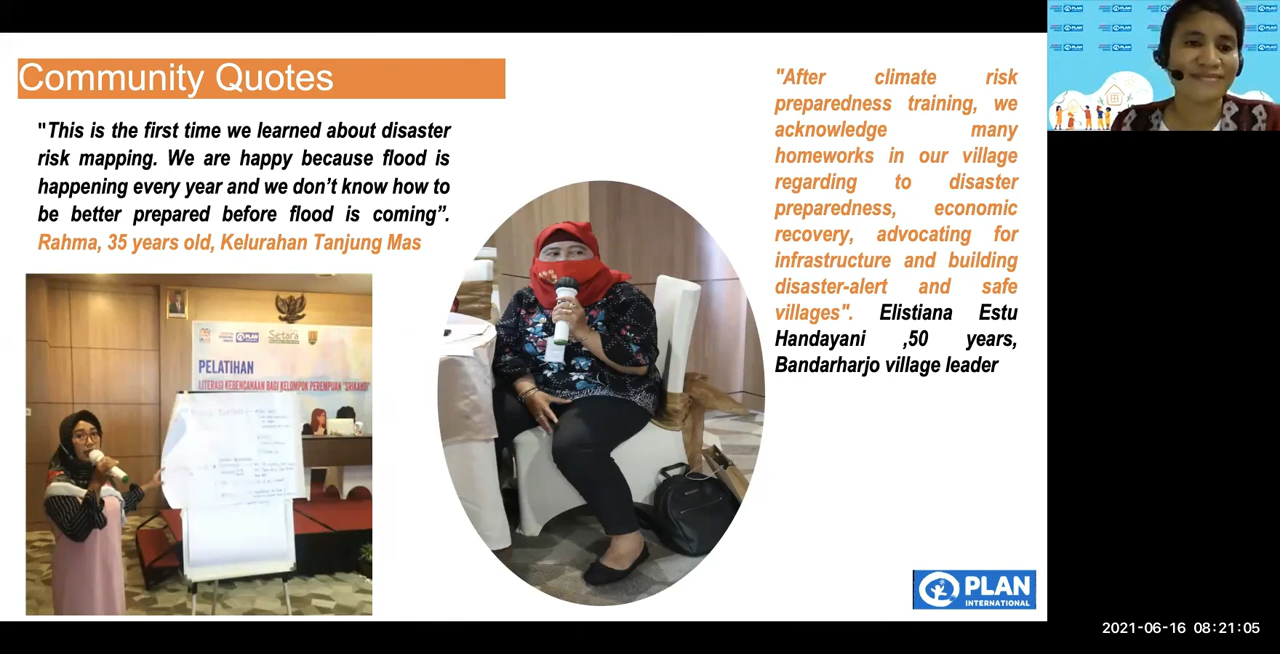 Community Quotes
"This is the first time we learned about disaster
risk mapping. We are happy because flood is
happening every year and we don't know how to
be better prepared before flood is coming”.
Rahma, 35 years old, Kelurahan Tanjung Mas
PLAN
Setara
PELATIHAN
LITERASI KEBENCANAAN BAGI KELOMPOK PEREMPUAN "SRIKANDI"
"After climate risk
preparedness training, we
acknowledge many
homeworks in our village
regarding to disaster
preparedness, economic
recovery, advocating for
infrastructure and building
disaster-alert and safe
villages". Elistiana Estu
Handayani ,50 years,
Bandarharjo village leader
PLAN
INTERNATIONAL
PLAN
2021-06-16 08:21:05